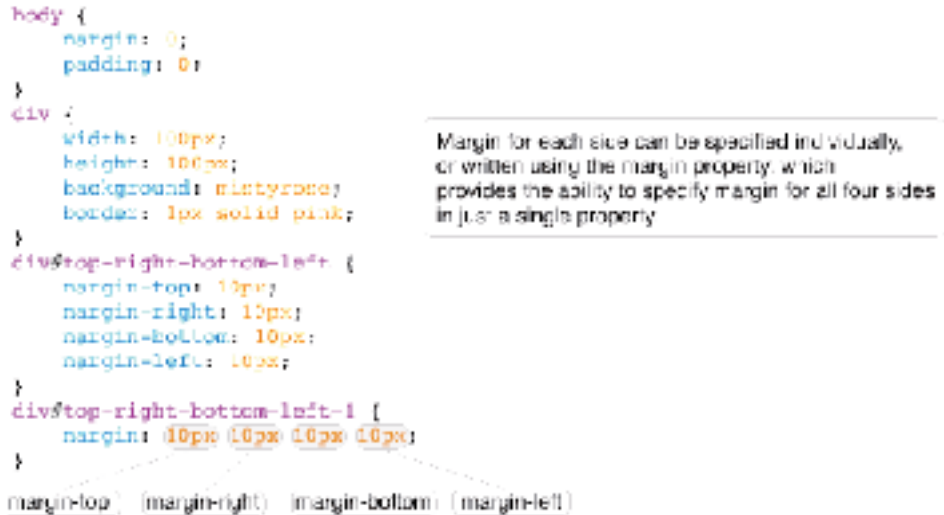 body {
margin: 0;
padding: 0;
}
div {
width: 100px;
height: 100px;
background: mistyrose;
border: 1px solid pink;
}
Margin for each side can be specified individually,
or written using the margin property, which
provides the ability to specify margin for all four sides
in just a single property
div#top-right-bottom-left {
margin-top: 10px;
margin-right: 10px;
margin-bottom: 10px;
margin-left: 10px;
}
div#top-right-bottom-left-1 {
margin: 10px 10px 10px 10px;
}
margin-top margin-right margin-bottom margin-left